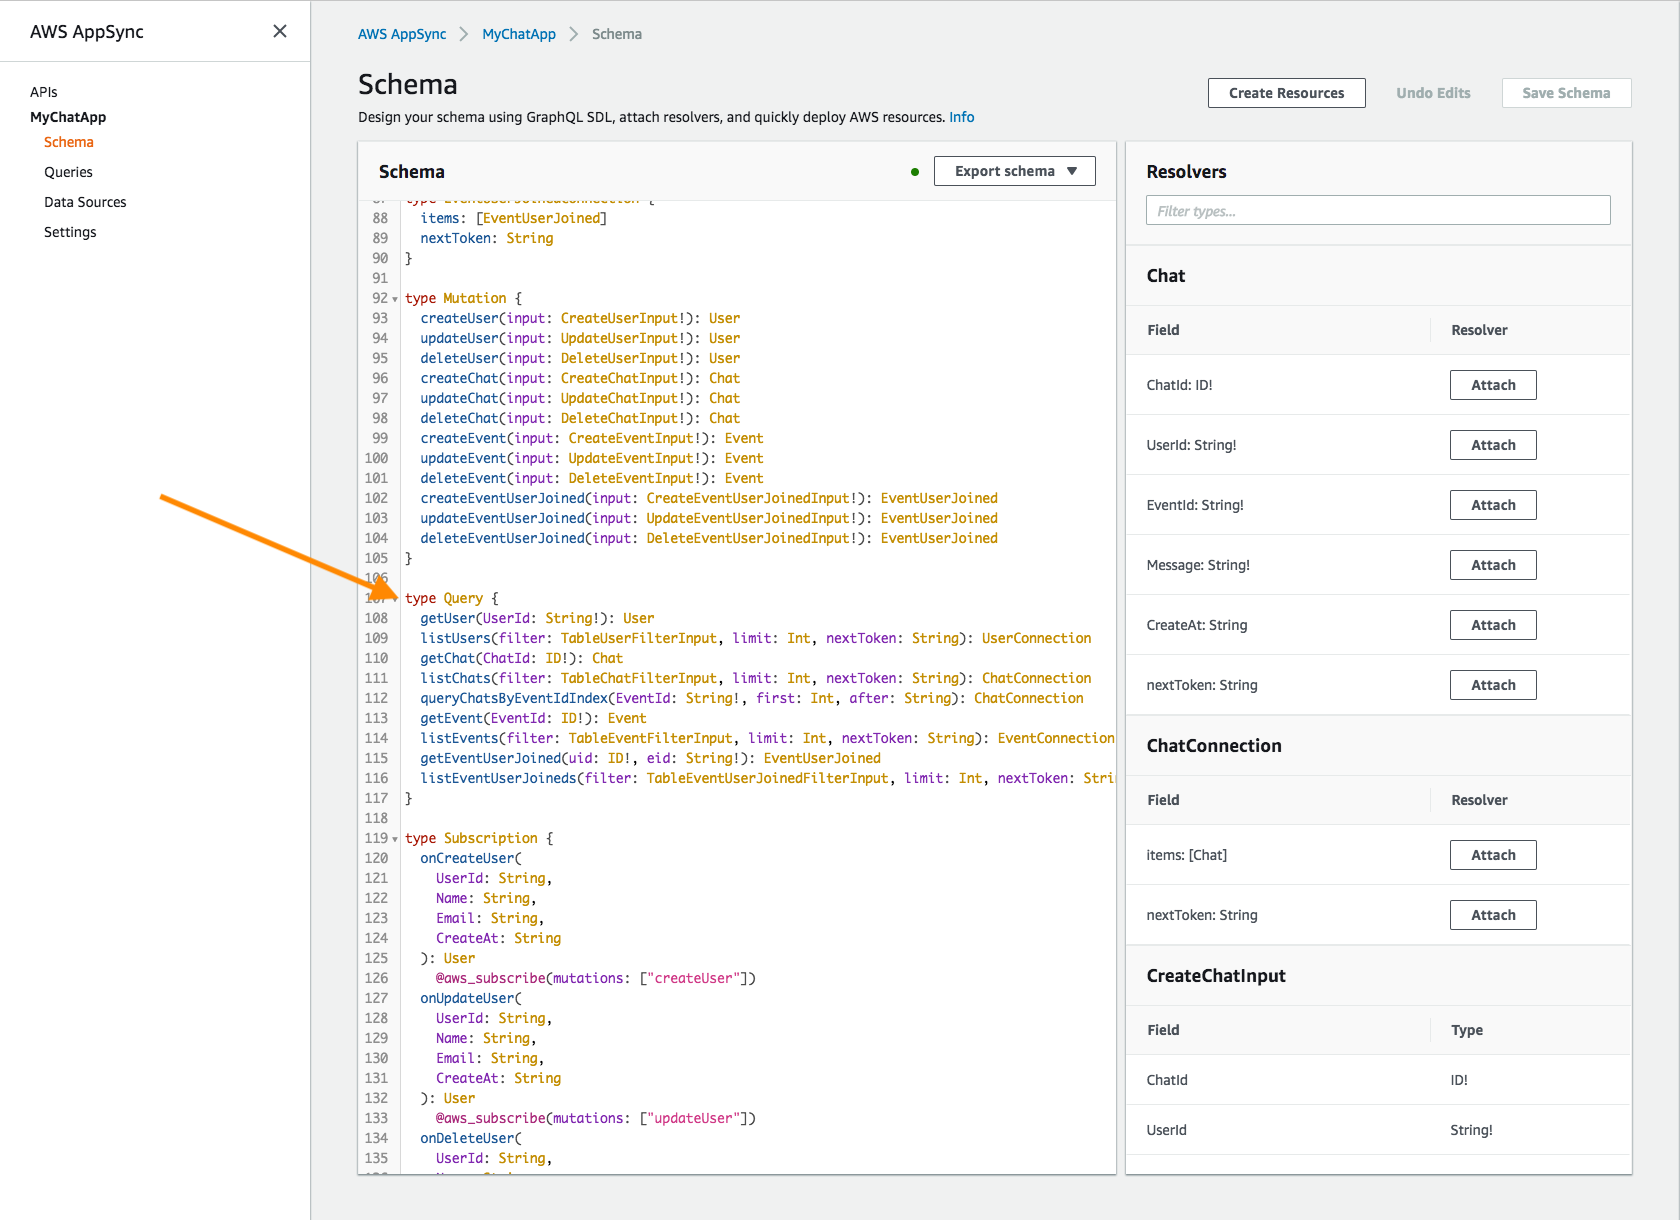 AWS AppSync
APIs
MyChatApp
Schema
Queries
Data Sources
Settings
AWS AppSync > MyChatApp > Schema
Schema
Design your schema using GraphQL SDL, attach resolvers, and quickly deploy AWS resources. Info
Create Resources
Undo Edits
Save Schema
Schema
Export schema
88 items: [EventUserJoined]
89 nextToken: String
90 }
91
92 type Mutation {
93 createUser(input: CreateUserInput!): User
94 updateUser(input: UpdateUserInput!): User
95 deleteUser(input: DeleteUserInput!): User
96 createChat(input: CreateChatInput!): Chat
97 updateChat(input: UpdateChatInput!): Chat
98 deleteChat(input: DeleteChatInput!): Chat
99 createEvent(input: CreateEventInput!): Event
100 updateEvent(input: UpdateEventInput!): Event
101 deleteEvent(input: DeleteEventInput!): Event
102 createEventUserJoined(input: CreateEventUserJoinedInput!): EventUserJoined
103 updateEventUserJoined(input: UpdateEventUserJoinedInput!): EventUserJoined
104 deleteEventUserJoined(input: DeleteEventUserJoinedInput!): EventUserJoined
105 }
106
107 type Query {
108 getUser(UserId: String!): User
109 listUsers(filter: TableUserFilterInput, limit: Int, nextToken: String): UserConnection
110 getChat(ChatId: ID!): Chat
111 listChats(filter: TableChatFilterInput, limit: Int, nextToken: String): ChatConnection
112 queryChatsByEventIdIndex(EventId: String!, first: Int, after: String): ChatConnection
113 getEvent(EventId: ID!): Event
114 listEvents(filter: TableEventFilterInput, limit: Int, nextToken: String): EventConnection
115 getEventUserJoined(uid: ID!, eid: String!): EventUserJoined
116 listEventUserJoineds(filter: TableEventUserJoinedFilterInput, limit: Int, nextToken: Stri
117 }
118
119 type Subscription {
120 onCreateUser(
121 UserId: String,
122 Name: String,
123 Email: String,
124 CreateAt: String
125 ): User
126 @aws_subscribe(mutations: ["createUser"])
127 onUpdateUser(
128 UserId: String,
129 Name: String,
130 Email: String,
131 CreateAt: String
132 ): User
133 @aws_subscribe(mutations: ["updateUser"])
134 onDeleteUser(
135 UserId: String,
Resolvers
Filter types...
Chat
Field Resolver
ChatId: ID! Attach
UserId: String! Attach
EventId: String! Attach
Message: String! Attach
CreateAt: String Attach
nextToken: String Attach
ChatConnection
Field Resolver
items: [Chat] Attach
nextToken: String Attach
CreateChatInput
Field Type
ChatId ID!
UserId String!